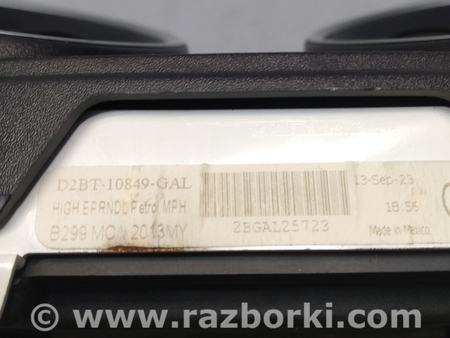 D2BT-10849-GAL
HIGH EPRNDL Petrol MPH
B299 MCA 2013MY
2BGAL25723
13-Sep-23
18:56
Made in Mexico
www.razborki.com